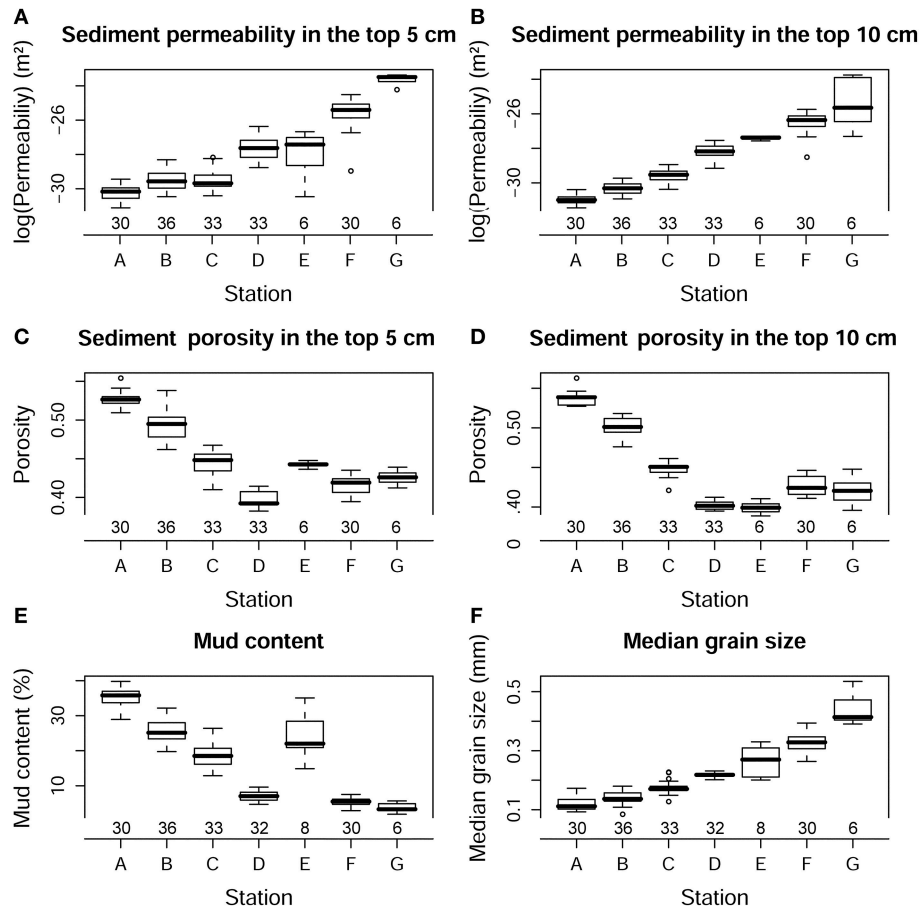 A
Sediment permeability in the top 5 cm
log(Permeabiliy) (m²)
−26
−30
30 36 33 33 6 30 6
A B C D E F G
Station
B
Sediment permeability in the top 10 cm
log(Permeability) (m²)
−26
−30
30 36 33 33 6 30 6
A B C D E F G
Station
C
Sediment porosity in the top 5 cm
Porosity
0.50
0.40
30 36 33 33 6 30 6
A B C D E F G
Station
D
Sediment porosity in the top 10 cm
Porosity
0.50
.40
0
30 36 33 33 6 30 6
A B C D E F G
Station
E
Mud content
Mud content (%)
30
10
30 36 33 32 8 30 6
A B C D E F G
Station
F
Median grain size
Median grain size (mm)
0.5
0.3
0.1
30 36 33 32 8 30 6
A B C D E F G
Station